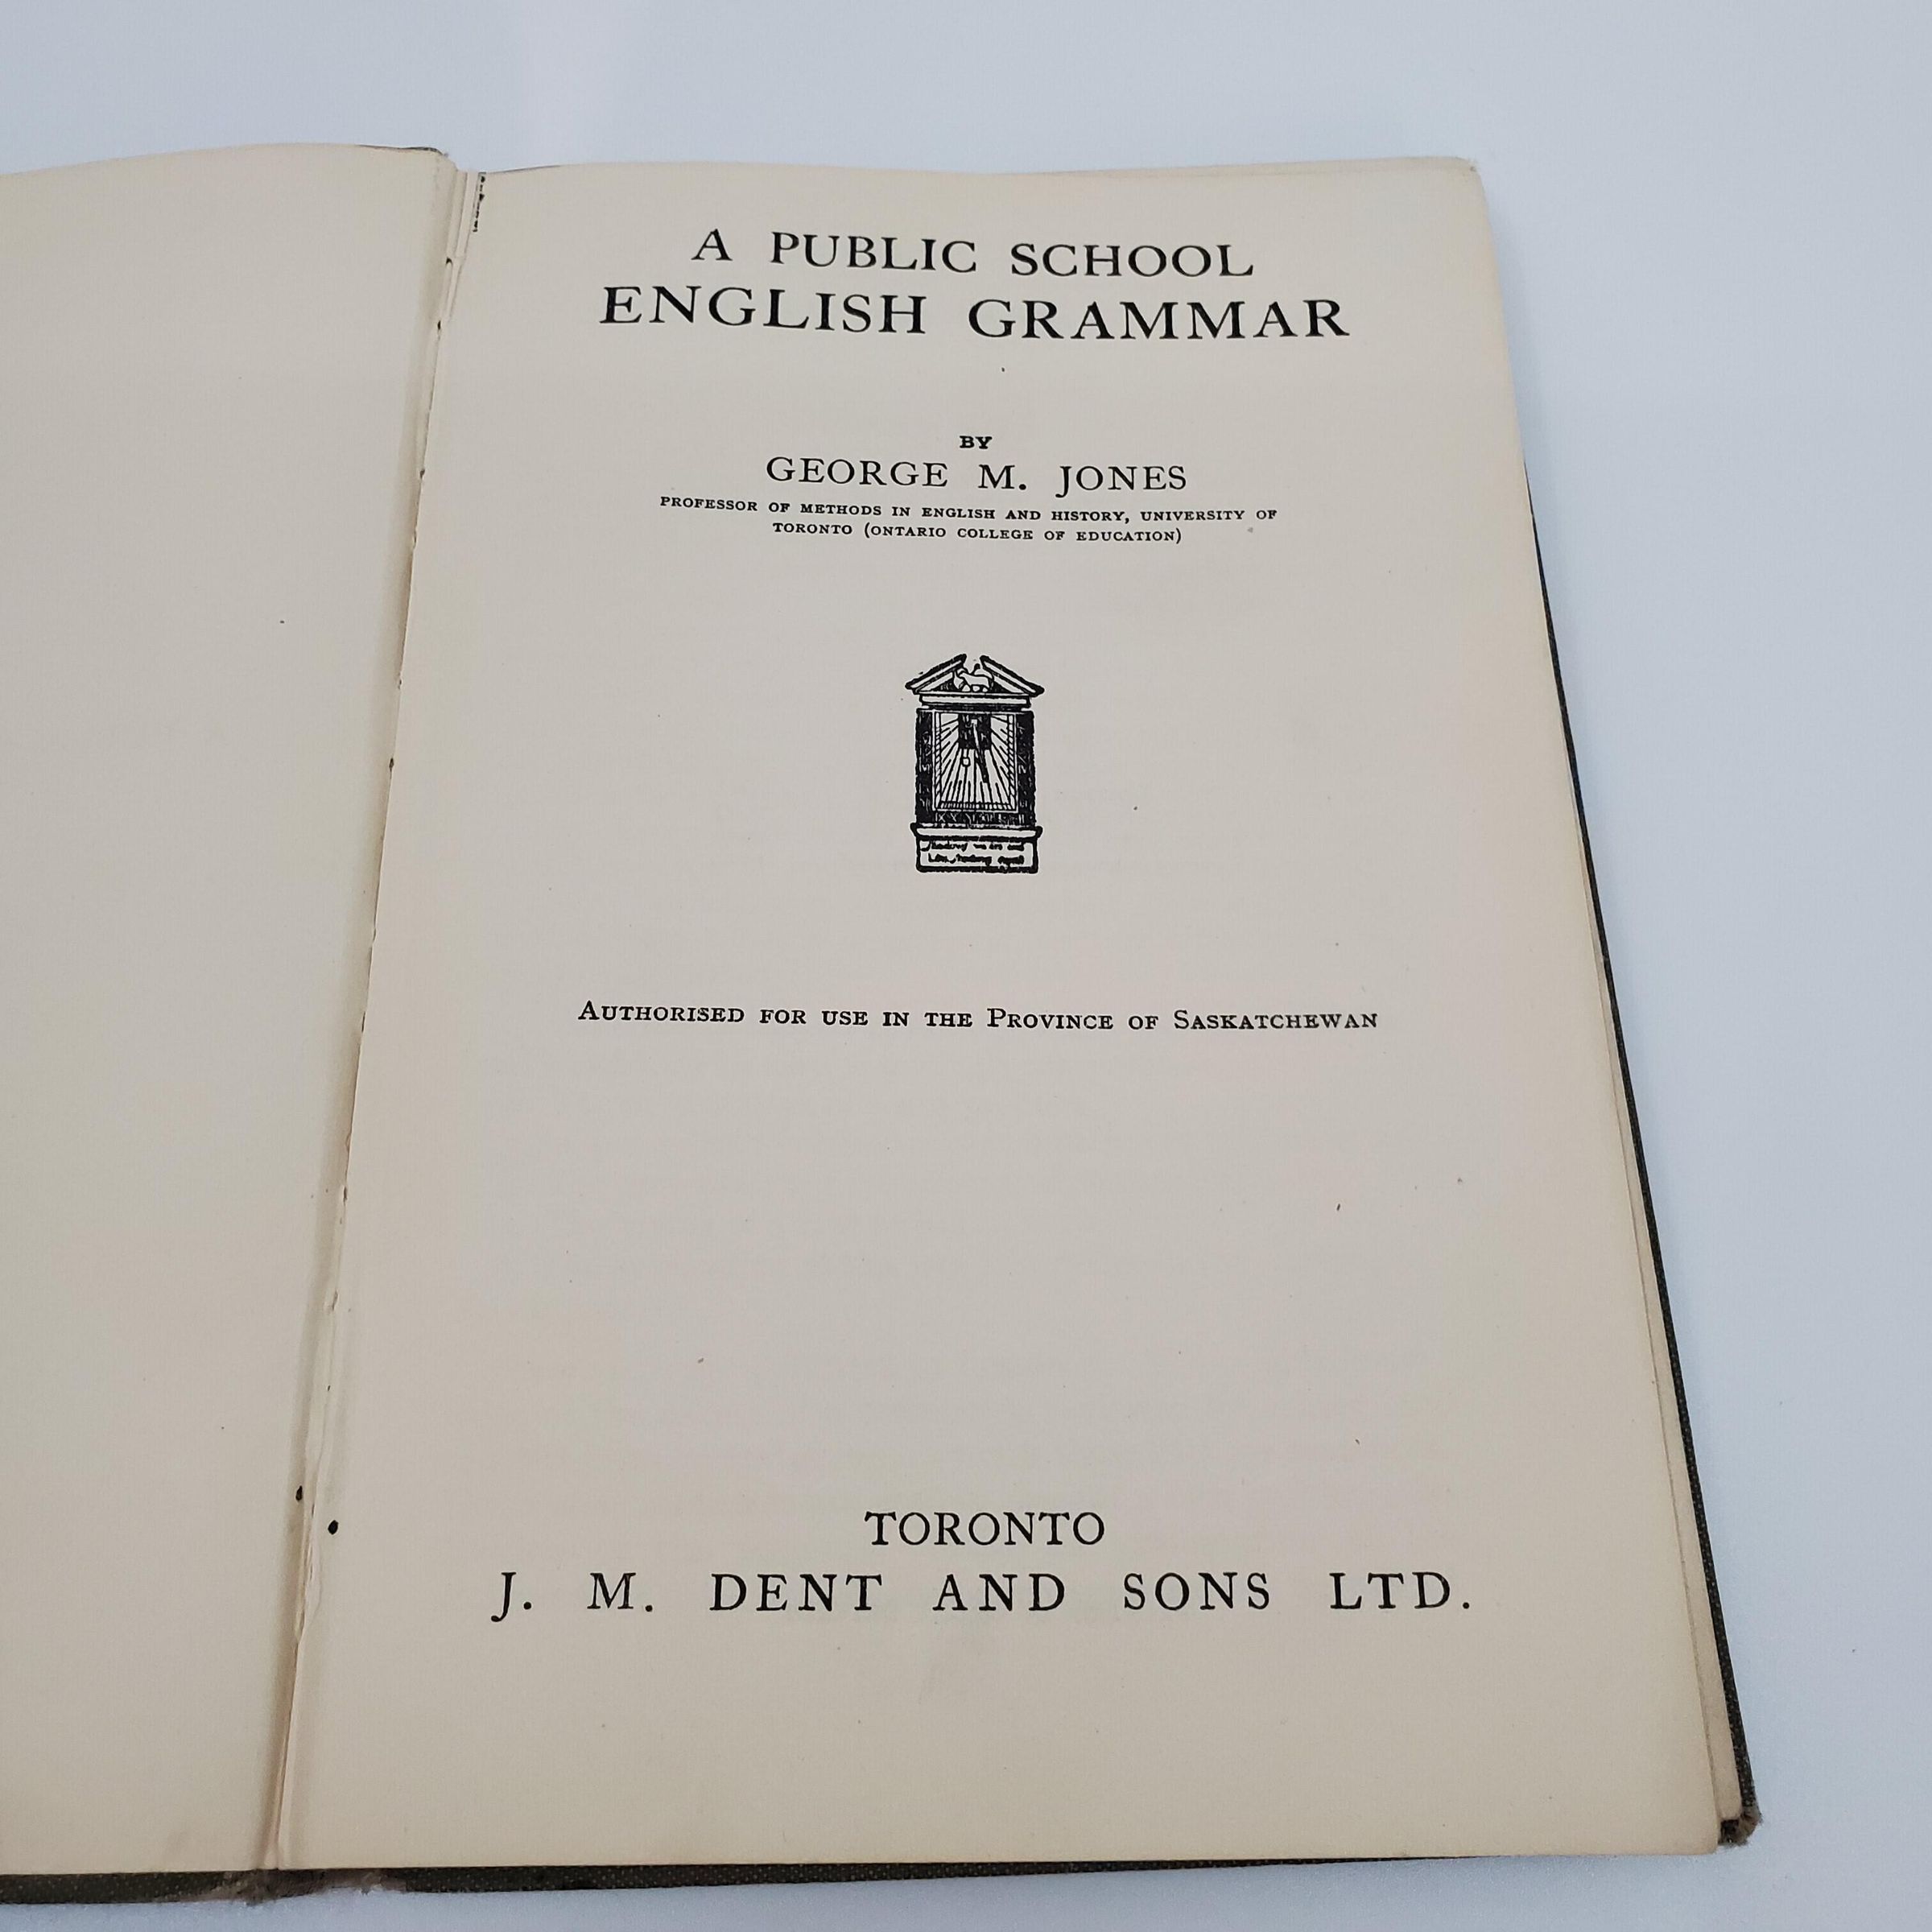 A PUBLIC SCHOOL
ENGLISH GRAMMAR
BY
GEORGE M. JONES
PROFESSOR OF METHODS IN ENGLISH AND HISTORY, UNIVERSITY OF
TORONTO (ONTARIO COLLEGE OF EDUCATION)
AUTHORISED FOR USE IN THE PROVINCE OF SASKATCHEWAN
TORONTO
J. M. DENT AND SONS LTD.